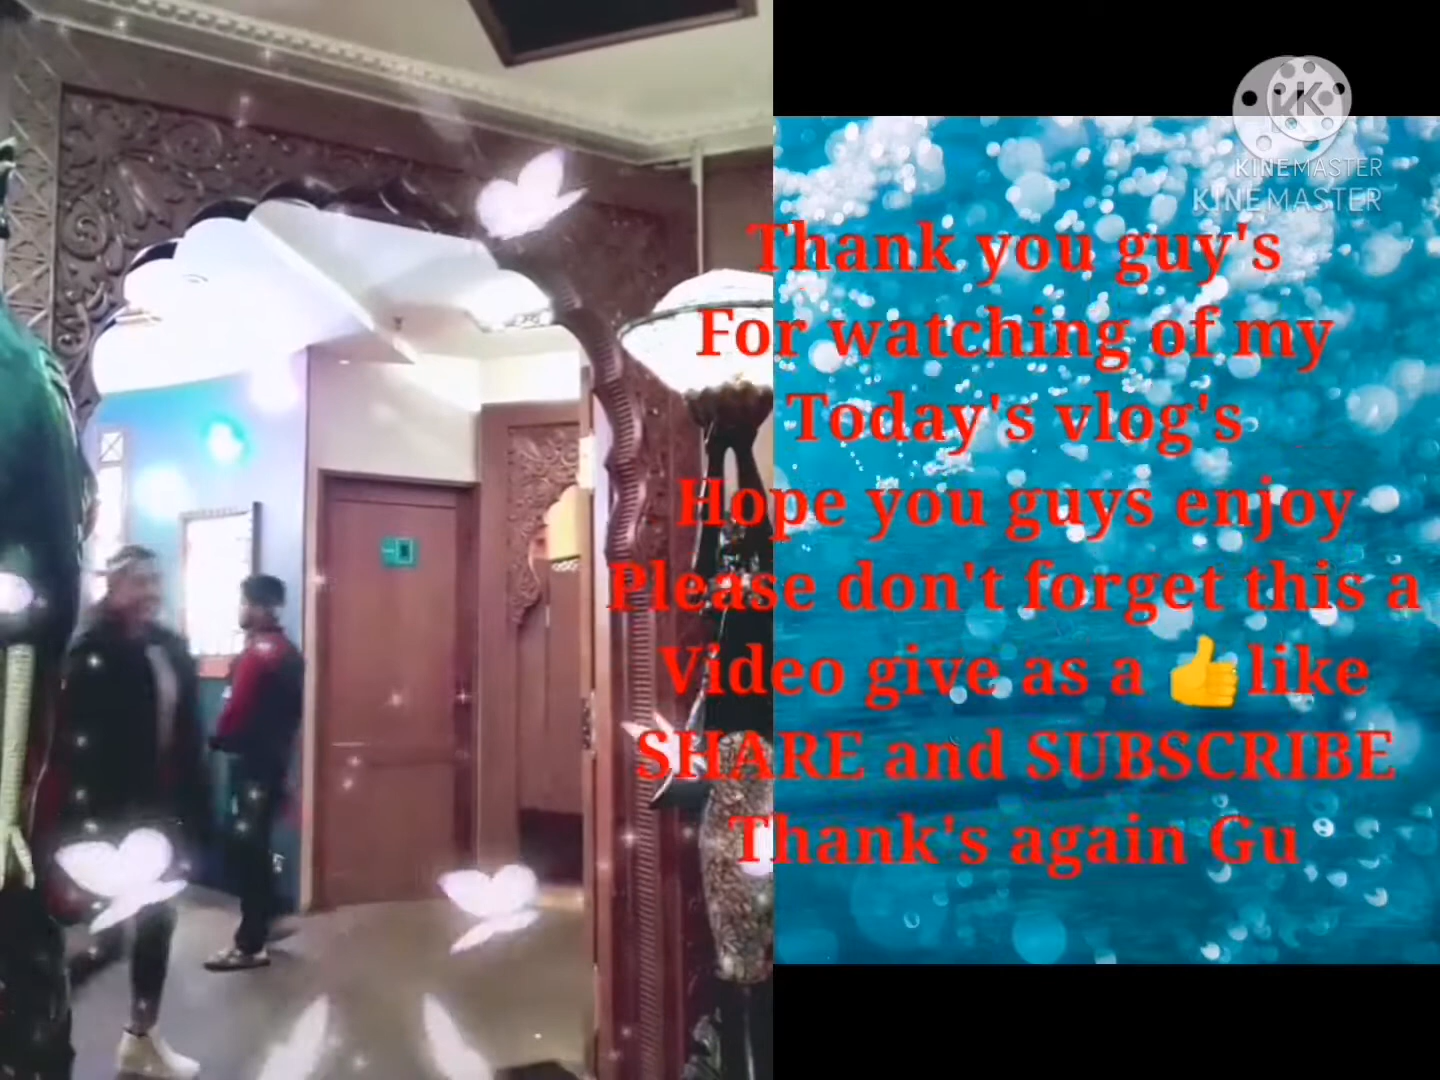 KINEMASTER
KINEMASTER
Thank you guy's
For watching of my
Today's vlog's
Hope you guys enjoy
Please don't forget this a
Video give as a 👍like
SHARE and SUBSCRIBE
Thank's again Gu